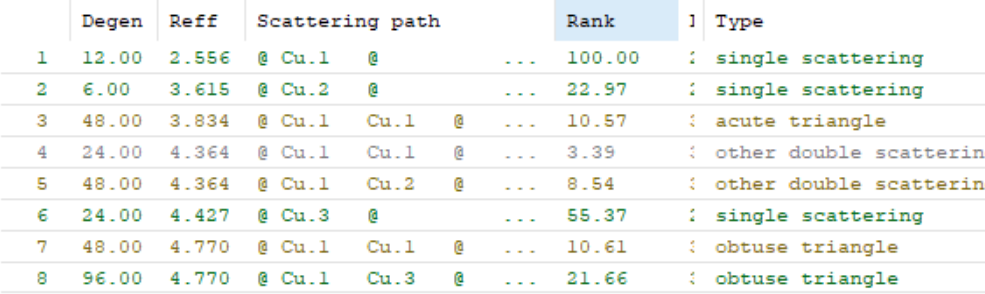 Degen Reff Scattering path Rank Type
1 12.00 2.556 @ Cu.1 @ ... 100.00 single scattering
2 6.00 3.615 @ Cu.2 @ ... 22.97 single scattering
3 48.00 3.834 @ Cu.1 Cu.1 @ ... 10.57 acute triangle
4 24.00 4.364 @ Cu.1 Cu.1 @ ... 3.39 other double scatterin
5 48.00 4.364 @ Cu.1 Cu.2 @ ... 8.54 other double scatterin
6 24.00 4.427 @ Cu.3 @ ... 55.37 single scattering
7 48.00 4.770 @ Cu.1 Cu.1 @ ... 10.61 obtuse triangle
8 96.00 4.770 @ Cu.1 Cu.3 @ ... 21.66 obtuse triangle